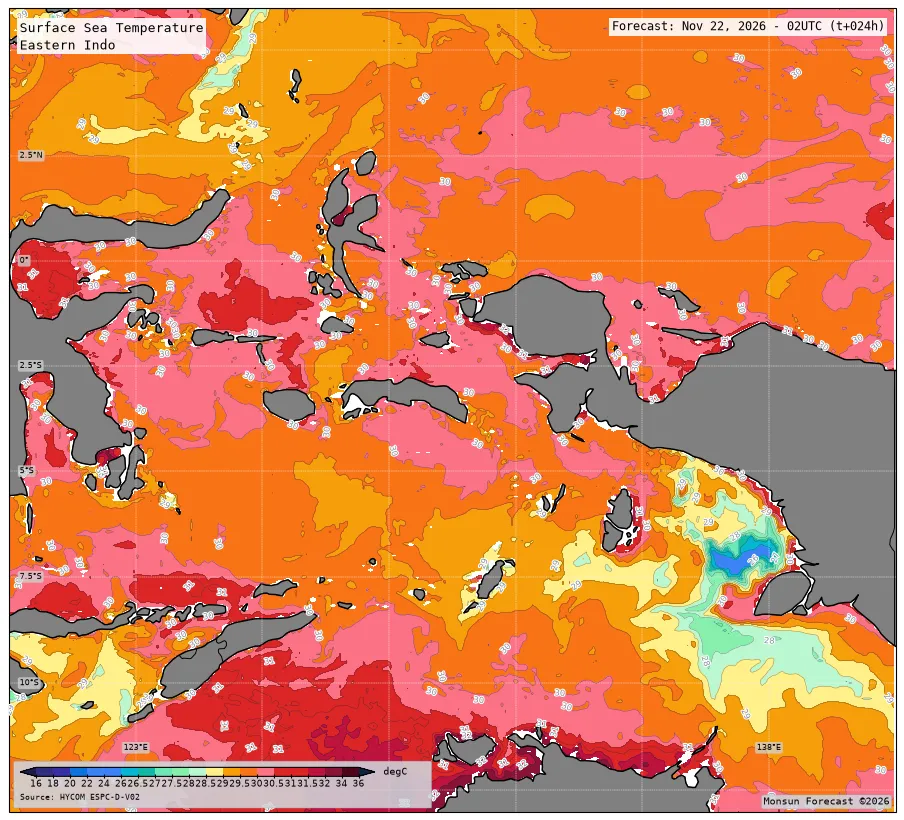 Surface Sea Temperature
Eastern Indo
Forecast: Nov 22, 2026 - 02UTC (t+024h)
2.5°N
0°
2.5°S
5°S
7.5°S
10°S
123°E
138°E
degC
16 18 20 22 24 26 26.5 27 27.5 28 28.5 29 29.5 30 30.5 31 31.5 32 34 36
Source: HYCOM ESPC-D-V02
Monsun Forecast ©2026